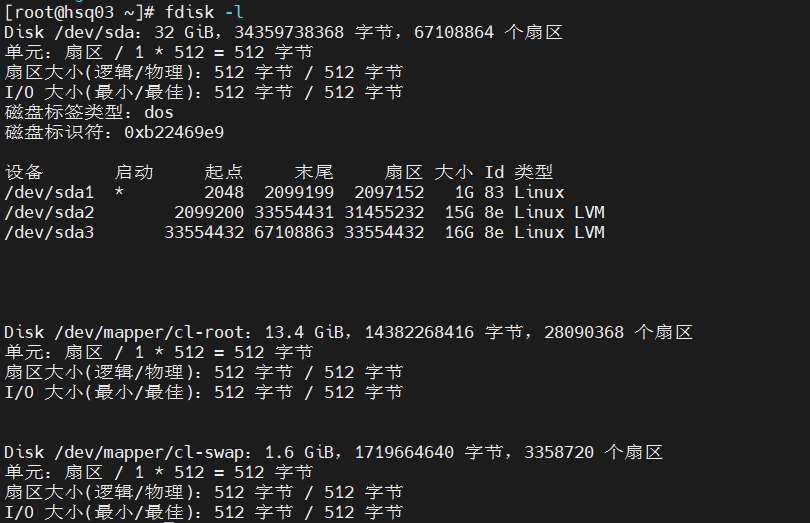 [root@hsq03 ~]# fdisk -l
Disk /dev/sda：32 GiB，34359738368 字节，67108864 个扇区
单元：扇区 / 1 * 512 = 512 字节
扇区大小(逻辑/物理)：512 字节 / 512 字节
I/O 大小(最小/最佳)：512 字节 / 512 字节
磁盘标签类型：dos
磁盘标识符：0xb22469e9
设备 启动 起点 末尾 扇区 大小 Id 类型
/dev/sda1 * 2048 2099199 2097152 1G 83 Linux
/dev/sda2 2099200 33554431 31455232 15G 8e Linux LVM
/dev/sda3 33554432 67108863 33554432 16G 8e Linux LVM
Disk /dev/mapper/cl-root：13.4 GiB，14382268416 字节，28090368 个扇区
单元：扇区 / 1 * 512 = 512 字节
扇区大小(逻辑/物理)：512 字节 / 512 字节
I/O 大小(最小/最佳)：512 字节 / 512 字节
Disk /dev/mapper/cl-swap：1.6 GiB，1719664640 字节，3358720 个扇区
单元：扇区 / 1 * 512 = 512 字节
扇区大小(逻辑/物理)：512 字节 / 512 字节
I/O 大小(最小/最佳)：512 字节 / 512 字节